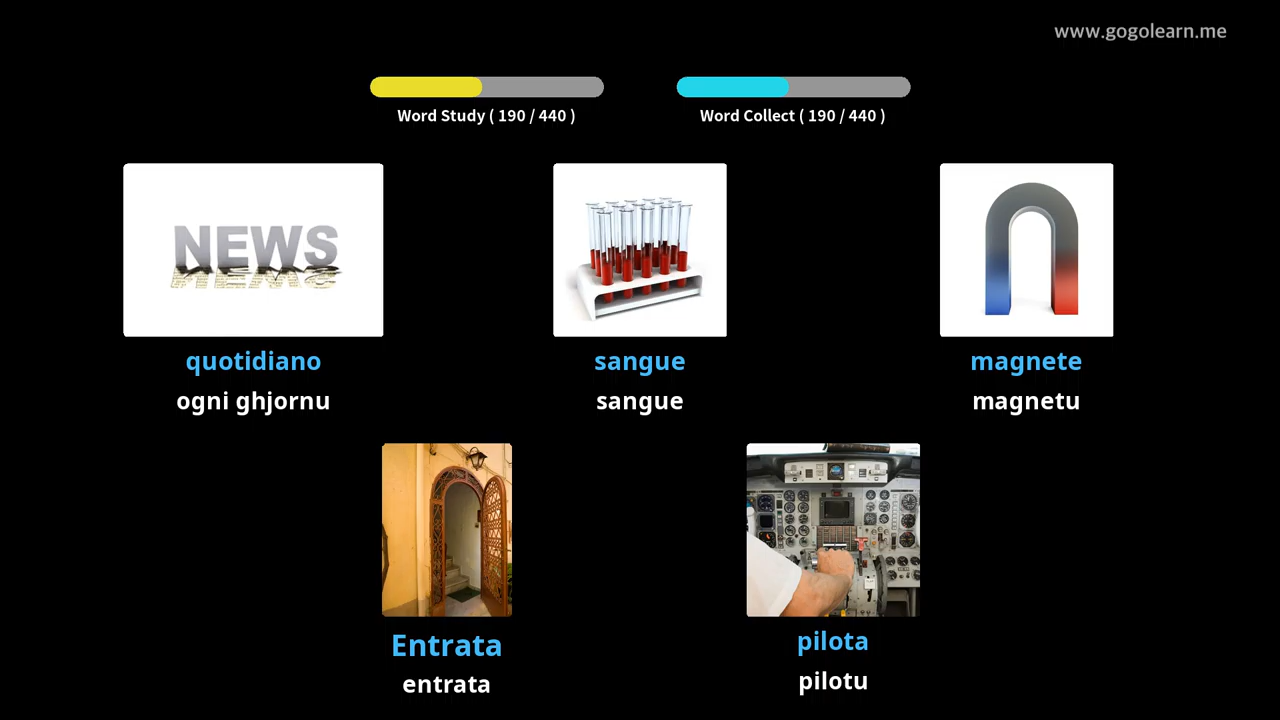 www.gogolearn.me
Word Study ( 190 / 440 )
Word Collect ( 190 / 440 )
NEWS
quotidiano
ogni ghjornu
sangue
sangue
magnete
magnetu
Entrata
entrata
pilota
pilotu